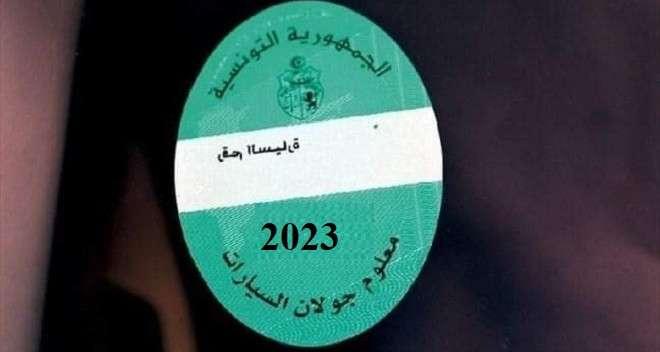 الجمهورية التونسية
2023
معلوم جولان السيارات